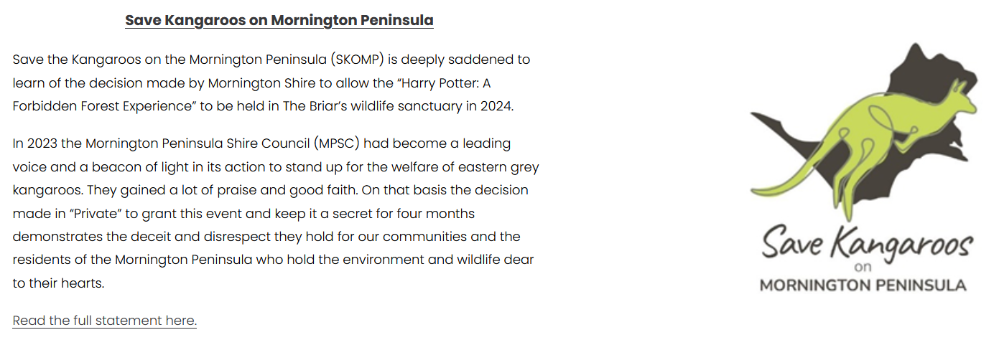 Save Kangaroos on Mornington Peninsula
Save the Kangaroos on the Mornington Peninsula (SKOMP) is deeply saddened to
learn of the decision made by Mornington Shire to allow the “Harry Potter: A
Forbidden Forest Experience” to be held in The Briar’s wildlife sanctuary in 2024.
In 2023 the Mornington Peninsula Shire Council (MPSC) had become a leading
voice and a beacon of light in its action to stand up for the welfare of eastern grey
kangaroos. They gained a lot of praise and good faith. On that basis the decision
made in “Private” to grant this event and keep it a secret for four months
demonstrates the deceit and disrespect they hold for our communities and the
residents of the Mornington Peninsula who hold the environment and wildlife dear
to their hearts.
Read the full statement here.
Save Kangaroos
on
MORNINGTON PENINSULA